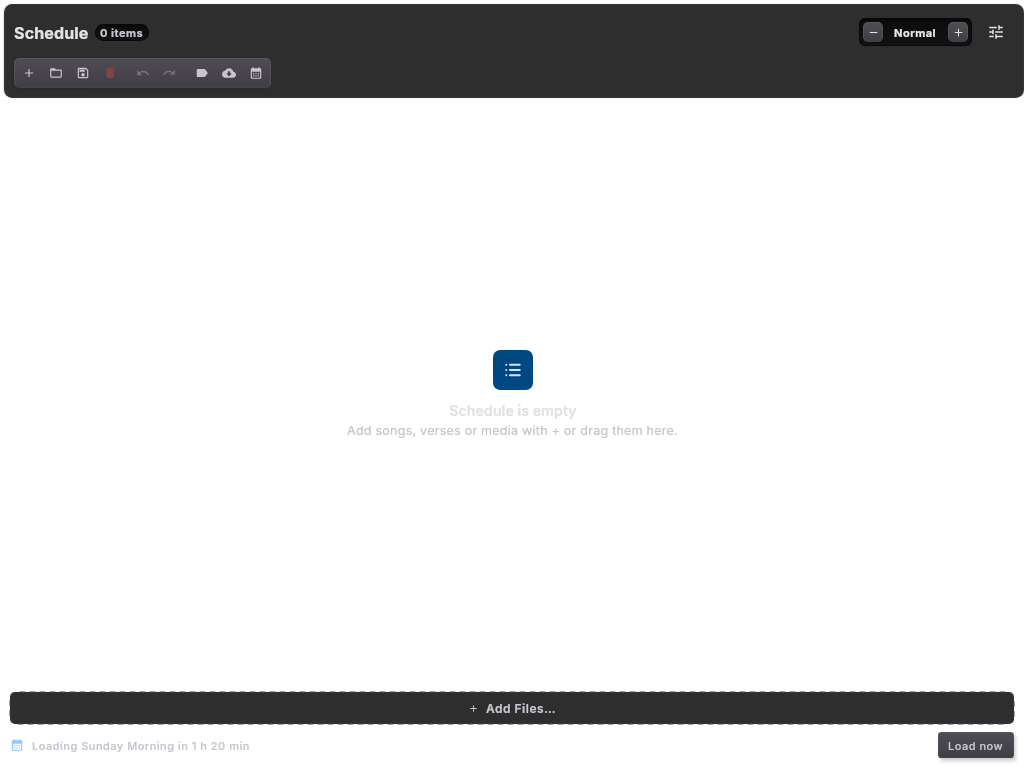 Schedule 0 items
Normal
Schedule is empty
Add songs, verses or media with + or drag them here.
+ Add Files...
Loading Sunday Morning in 1 h 20 min
Load now